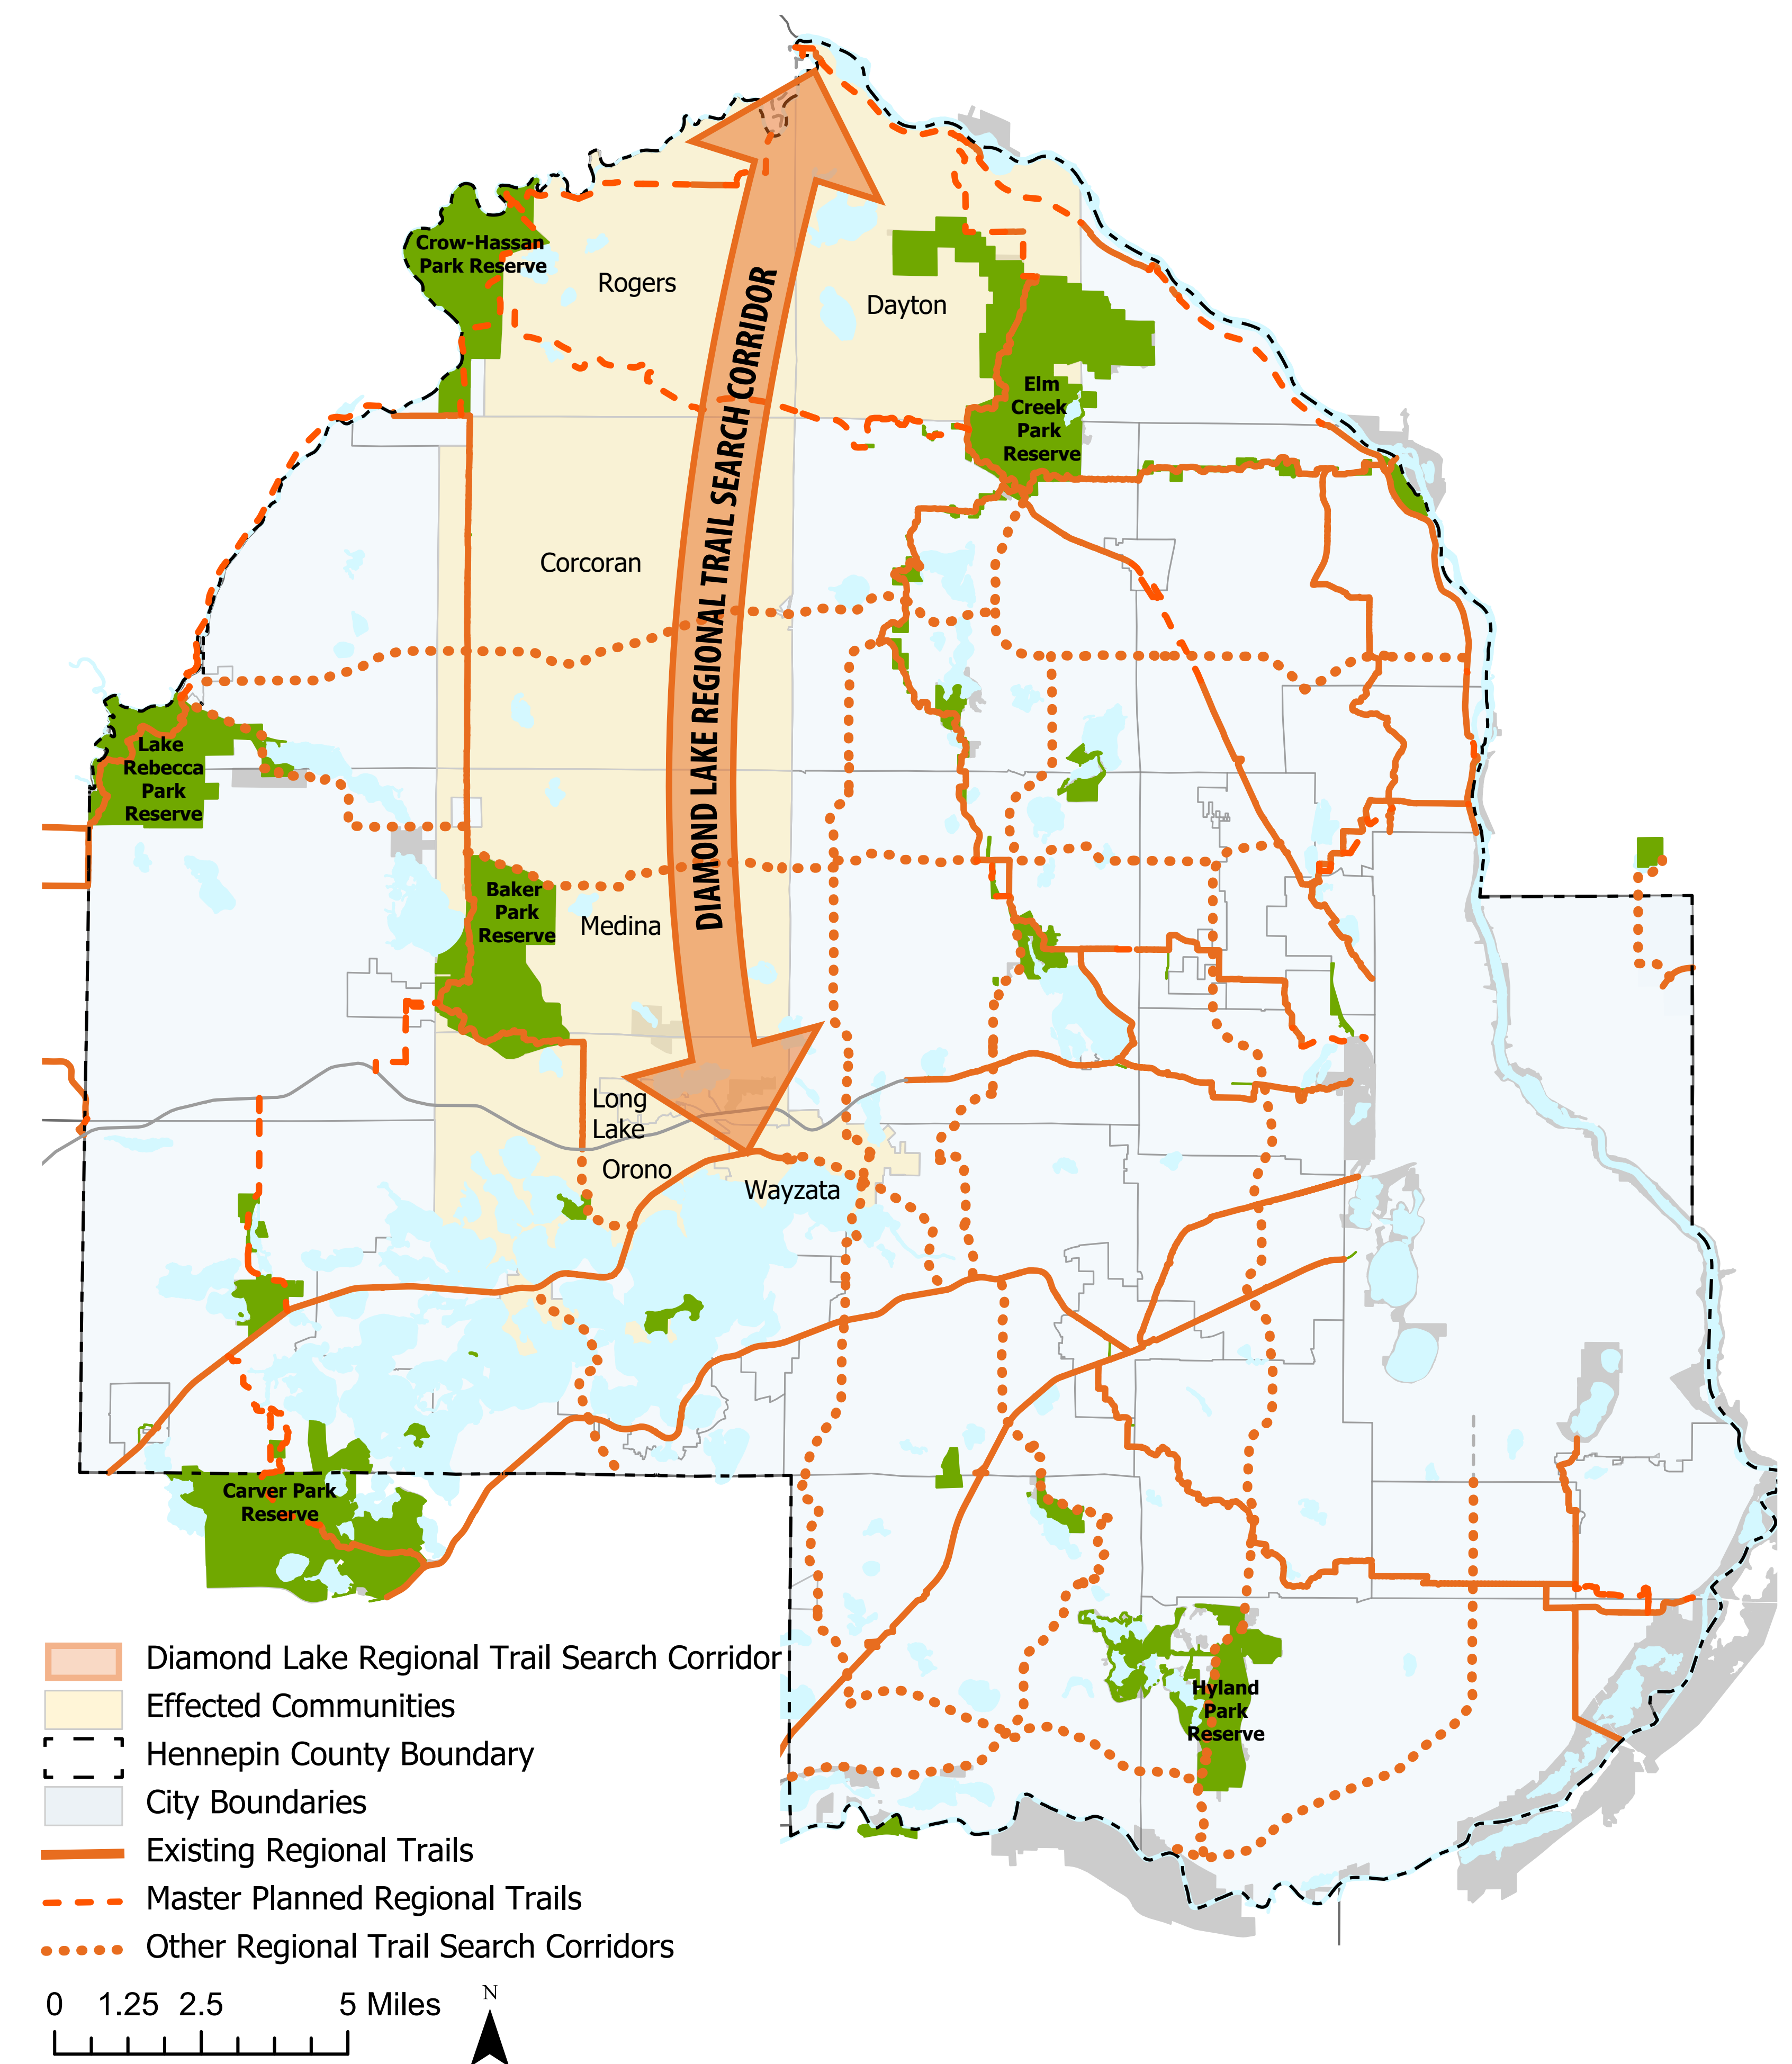 Crow-Hassan
Park Reserve
Rogers
Dayton
DIAMOND LAKE REGIONAL TRAIL SEARCH CORRIDOR
Elm
Creek
Park
Reserve
Corcoran
Lake
Rebecca
Park
Reserve
Baker
Park
Reserve
Medina
Long
Lake
Orono
Wayzata
Carver Park
Reserve
Hyland
Park
Reserve
Diamond Lake Regional Trail Search Corridor
Effected Communities
Hennepin County Boundary
City Boundaries
Existing Regional Trails
Master Planned Regional Trails
Other Regional Trail Search Corridors
0 1.25 2.5 5 Miles
N